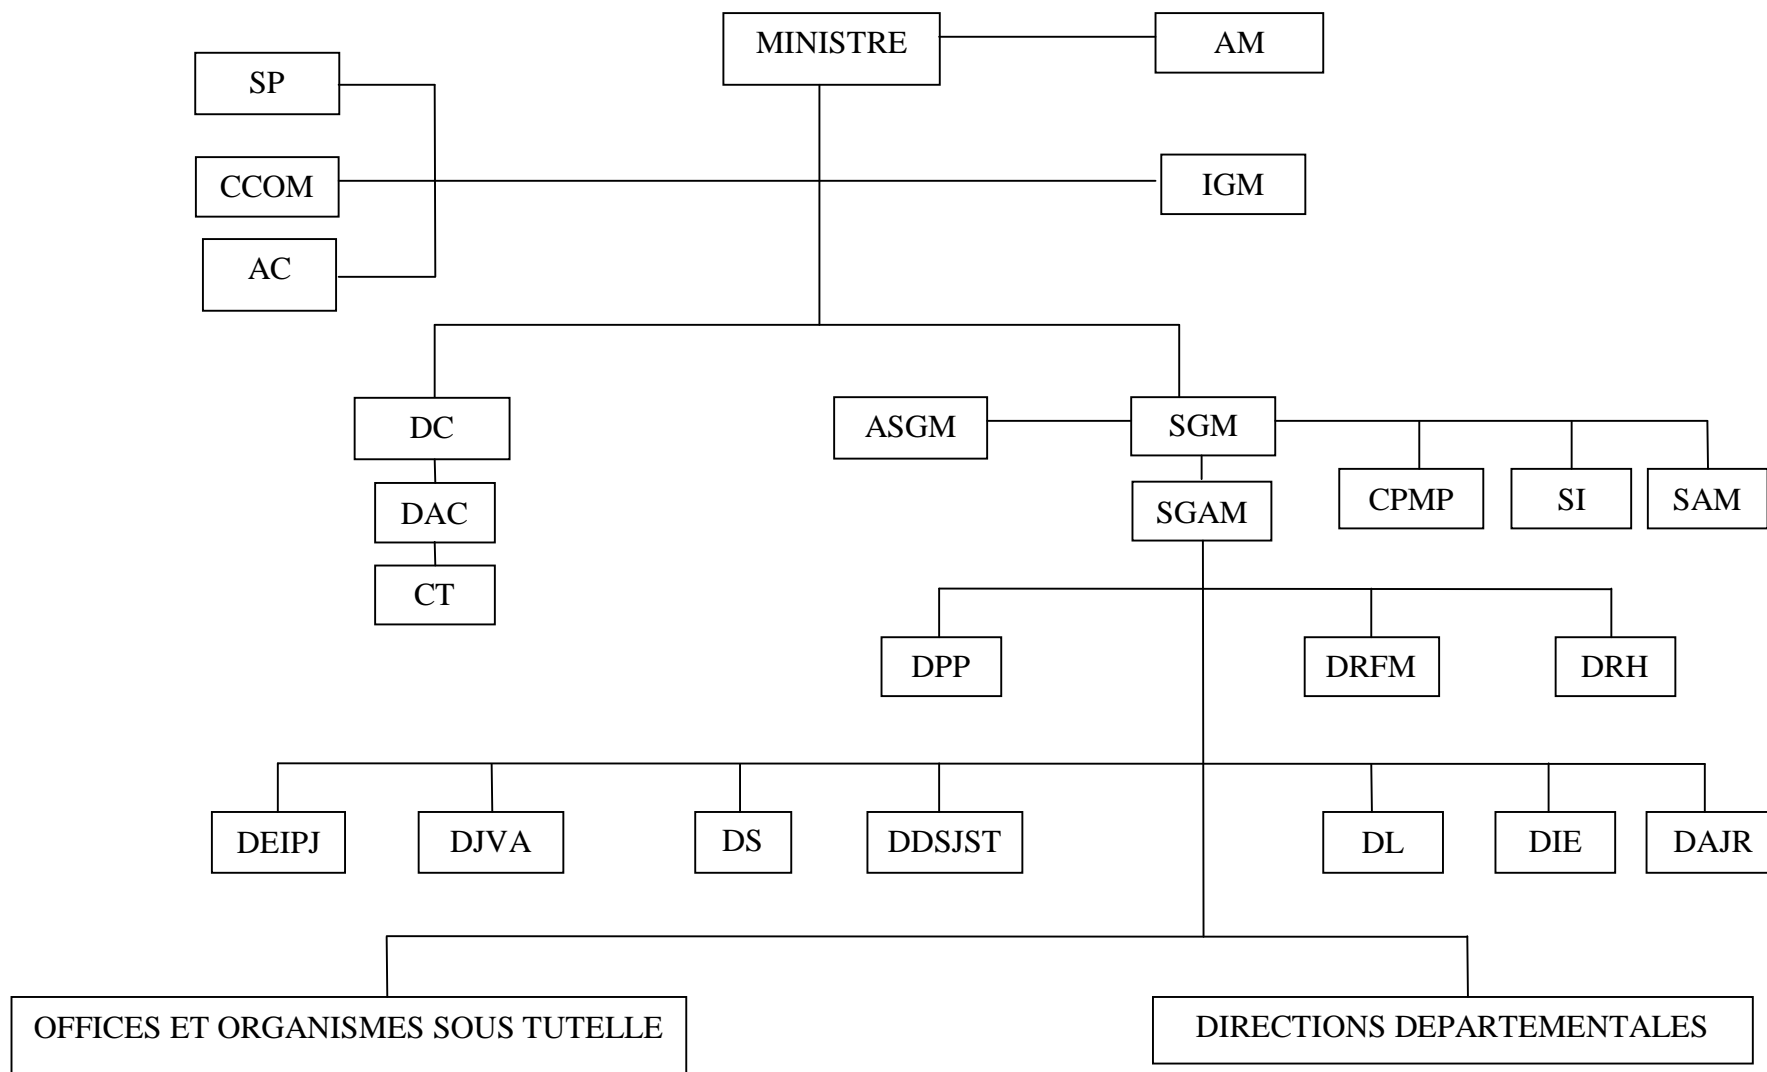 MINISTRE
AM
SP
CCOM
IGM
AC
DC
ASGM
SGM
DAC
SGAM
CPMP
SI
SAM
CT
DPP
DRFM
DRH
DEIPJ
DJVA
DS
DDSJST
DL
DIE
DAJR
OFFICES ET ORGANISMES SOUS TUTELLE
DIRECTIONS DEPARTEMENTALES